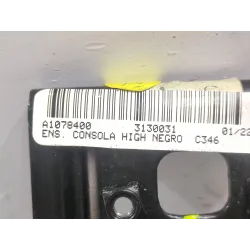 A1078400 3130031 01/22
ENS. CONSOLA HIGH NEGRO C346